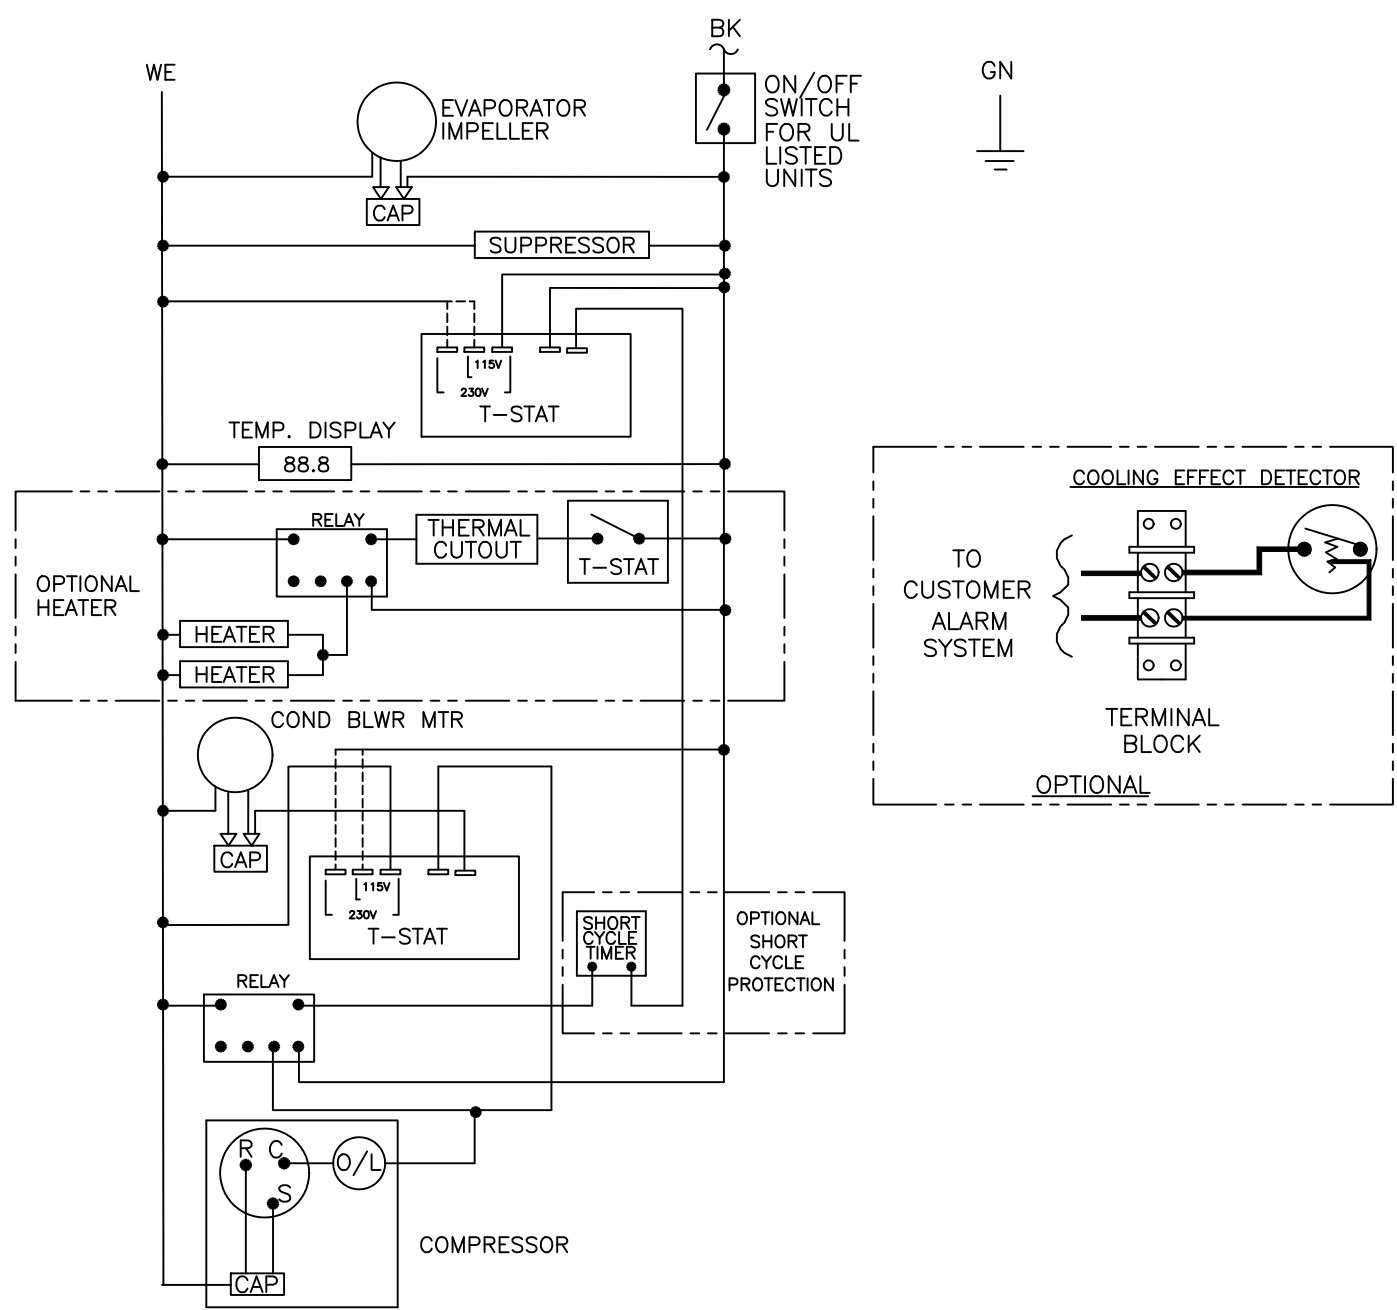 BK
WE
GN
ON/OFF
SWITCH
FOR UL
LISTED
UNITS
EVAPORATOR
IMPELLER
CAP
SUPPRESSOR
115V
230V
T-STAT
TEMP. DISPLAY
88.8
RELAY
THERMAL
CUTOUT
T-STAT
OPTIONAL
HEATER
HEATER
HEATER
COND BLWR MTR
CAP
115V
230V
T-STAT
SHORT
CYCLE
TIMER
OPTIONAL
SHORT
CYCLE
PROTECTION
RELAY
R
C
S
O/L
CAP
COMPRESSOR
COOLING EFFECT DETECTOR
TO
CUSTOMER
ALARM
SYSTEM
TERMINAL
BLOCK
OPTIONAL